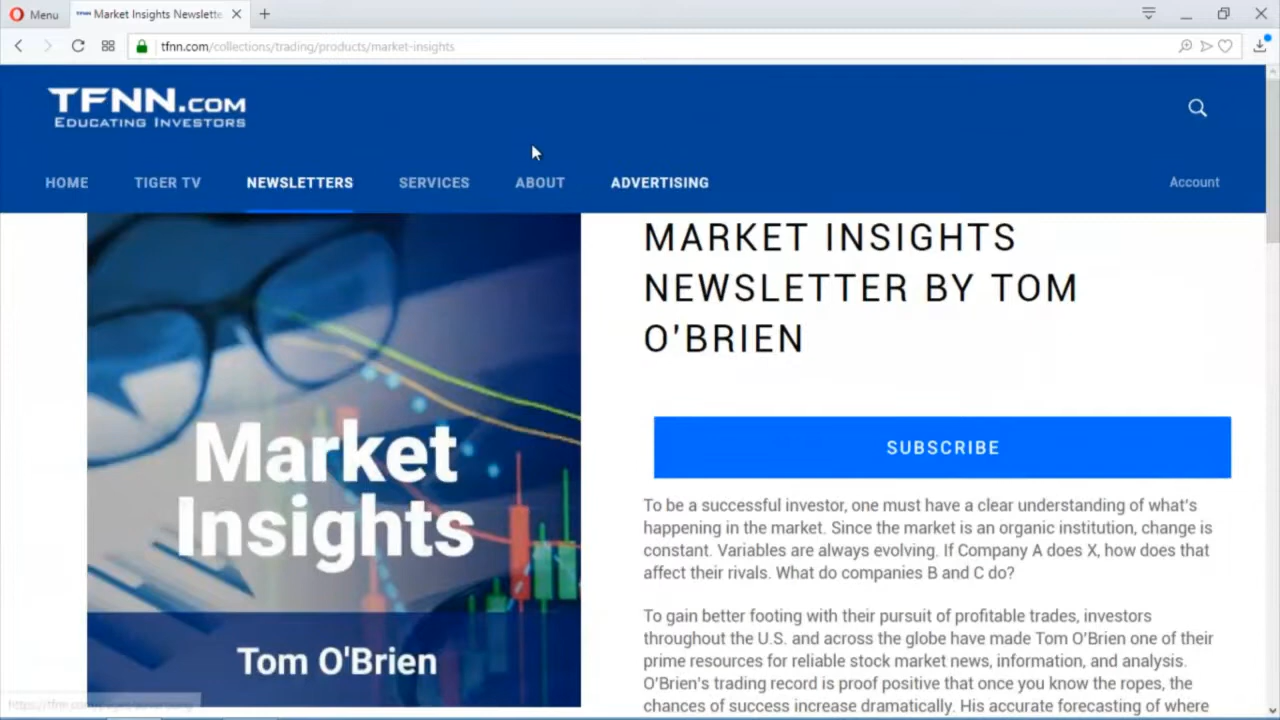 Menu
TFNN Market Insights Newslette
tfnn.com/collections/trading/products/market-insights
TFNN.COM
EDUCATING INVESTORS
HOME TIGER TV NEWSLETTERS SERVICES ABOUT ADVERTISING Account
MARKET INSIGHTS
NEWSLETTER BY TOM
O'BRIEN
Market
Insights
Tom O'Brien
SUBSCRIBE
To be a successful investor, one must have a clear understanding of what's
happening in the market. Since the market is an organic institution, change is
constant. Variables are always evolving. If Company A does X, how does that
affect their rivals. What do companies B and C do?
To gain better footing with their pursuit of profitable trades, investors
throughout the U.S. and across the globe have made Tom O'Brien one of their
prime resources for reliable stock market news, information, and analysis.
O'Brien's trading record is proof positive that once you know the ropes, the
chances of success increase dramatically. His accurate forecasting of where